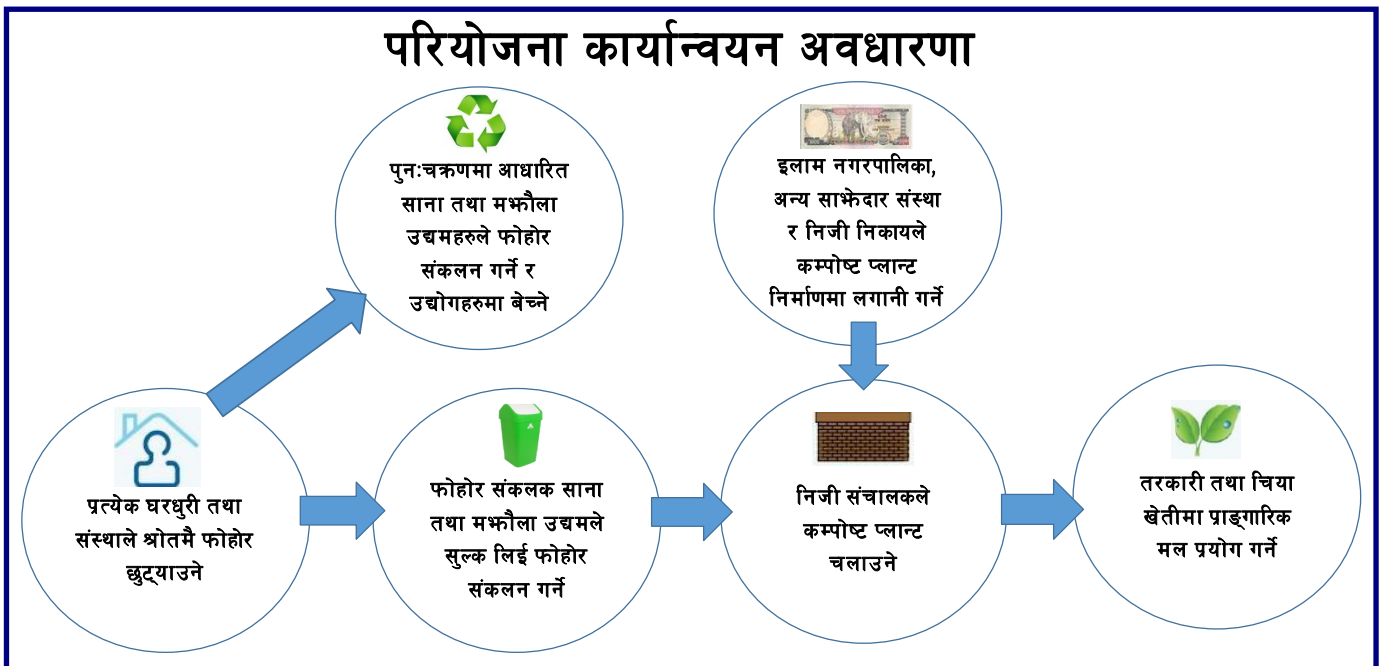 परियोजना कार्यान्वयन अवधारणा
पुन:चक्रणमा आधारित
साना तथा मझौला
उद्यमहरुले फोहोर
संकलन गर्ने र
उद्योगहरुमा बेच्ने
इलाम नगरपालिका,
अन्य साझेदार संस्था
र निजी निकायले
कम्पोष्ट प्लान्ट
निर्माणमा लगानी गर्ने
प्रत्येक घरधुरी तथा
संस्थाले श्रोतमै फोहोर
छुट्याउने
फोहोर संकलक साना
तथा मझौला उद्यमले
सुल्क लिई फोहोर
संकलन गर्ने
निजी संचालकले
कम्पोष्ट प्लान्ट
चलाउने
तरकारी तथा चिया
खेतीमा प्राङ्गारिक
मल प्रयोग गर्ने